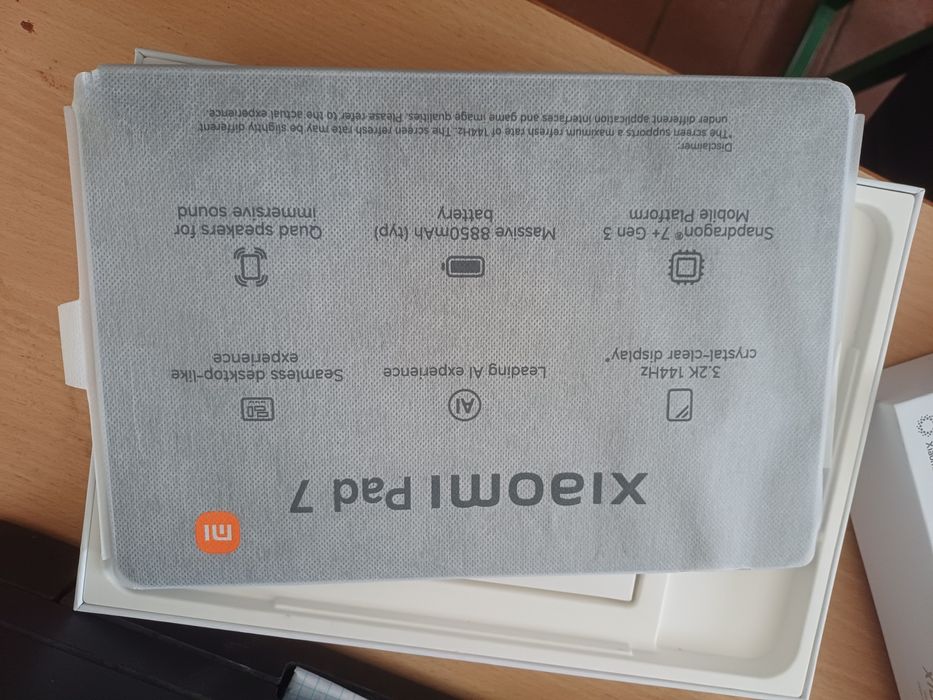 xiaomi Pad 7
3.2K 144Hz
crystal-clear display*
Leading AI experience
Seamless desktop-like
experience
Snapdragon® 7+ Gen 3
Mobile Platform
Massive 8850mAh (typ)
battery
Quad speakers for
immersive sound
Disclaimer:
*The screen supports a maximum refresh rate of 144Hz. The screen refresh rate may be slightly different
under different application interfaces and game image qualities. Please refer to the actual experience.